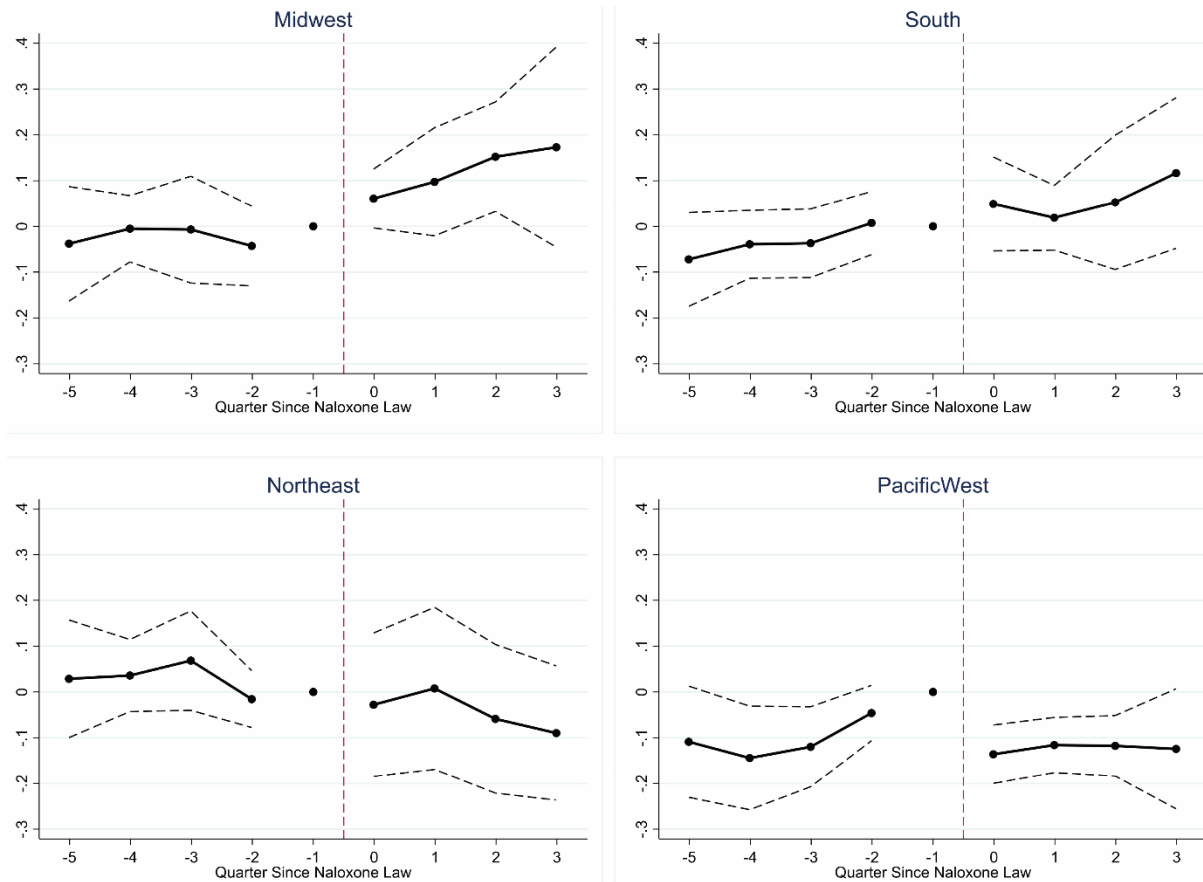 Midwest
.4
.3
.2
.1
0
-.1
-.2
-.3
-5 -4 -3 -2 -1 0 1 2 3
Quarter Since Naloxone Law
South
.4
.3
.2
.1
0
-.1
-.2
-.3
-5 -4 -3 -2 -1 0 1 2 3
Quarter Since Naloxone Law
Northeast
.4
.3
.2
.1
0
-.1
-.2
-.3
-5 -4 -3 -2 -1 0 1 2 3
Quarter Since Naloxone Law
PacificWest
.4
.3
.2
.1
0
-.1
-.2
-.3
-5 -4 -3 -2 -1 0 1 2 3
Quarter Since Naloxone Law